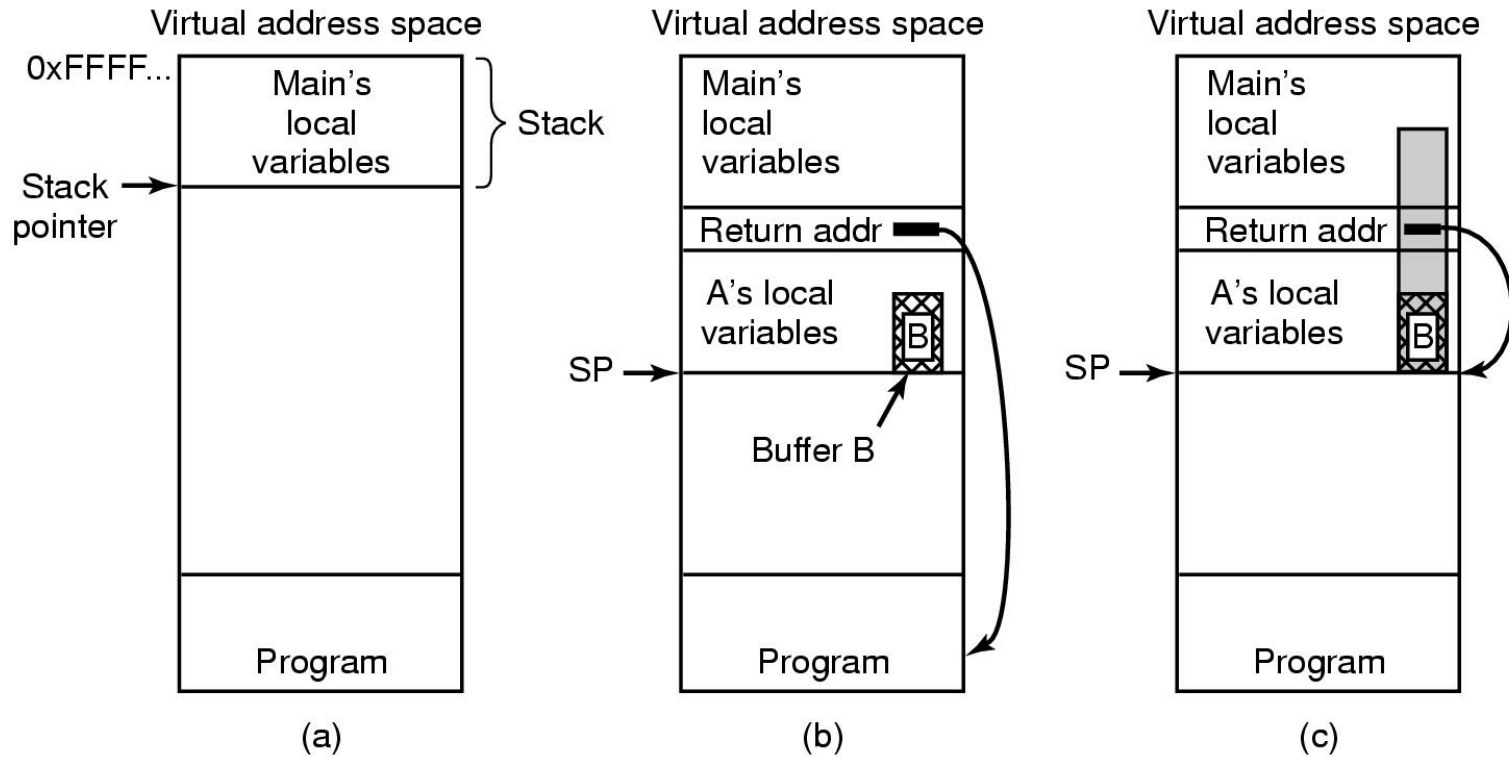 Virtual address space
0xFFFF...
Main's
local
variables
Stack
Stack
pointer
Program
(a)
Virtual address space
Main's
local
variables
Return addr
A's local
variables
B
SP
Buffer B
Program
(b)
Virtual address space
Main's
local
variables
Return addr
A's local
variables
B
SP
Program
(c)